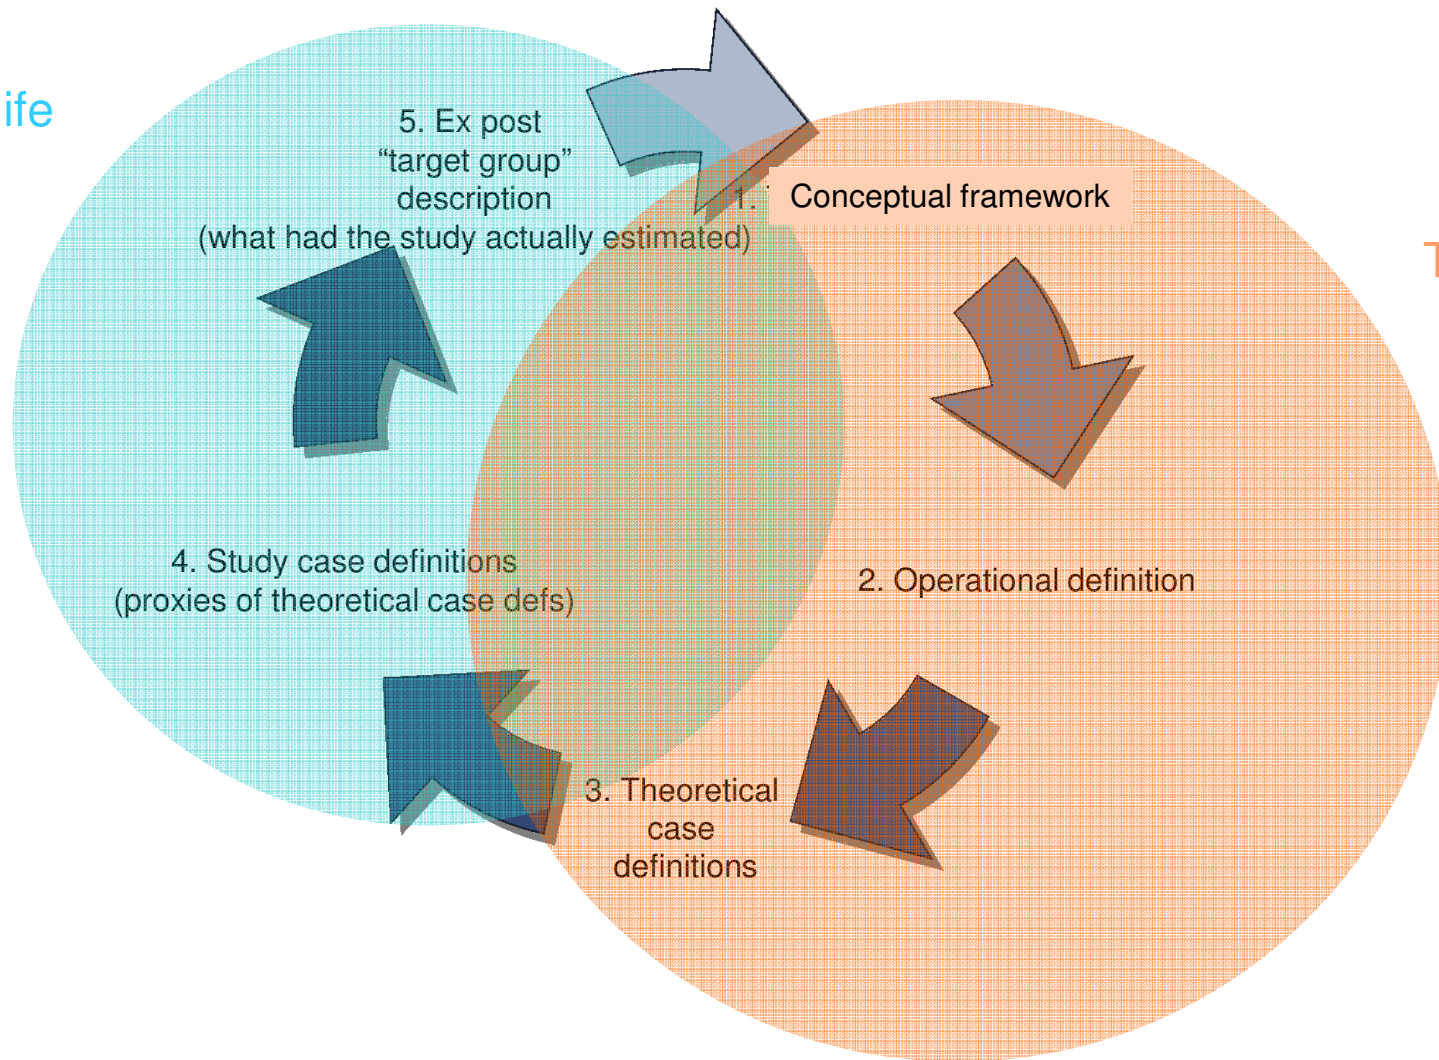 ife
5. Ex post
“target group”
description
(what had the study actually estimated)
1.
Conceptual framework
T
2. Operational definition
3. Theoretical
case
definitions
4. Study case definitions
(proxies of theoretical case defs)